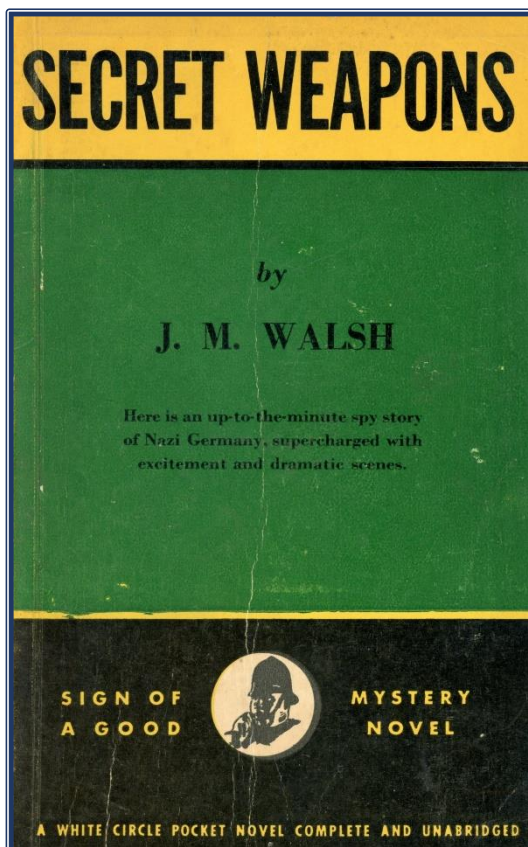 SECRET WEAPONS
by
J. M. WALSH
Here is an up-to-the-minute spy story
of Nazi Germany, supercharged with
excitement and dramatic scenes.
SIGN OF
A GOOD
MYSTERY
NOVEL
A WHITE CIRCLE POCKET NOVEL COMPLETE AND UNABRIDGED